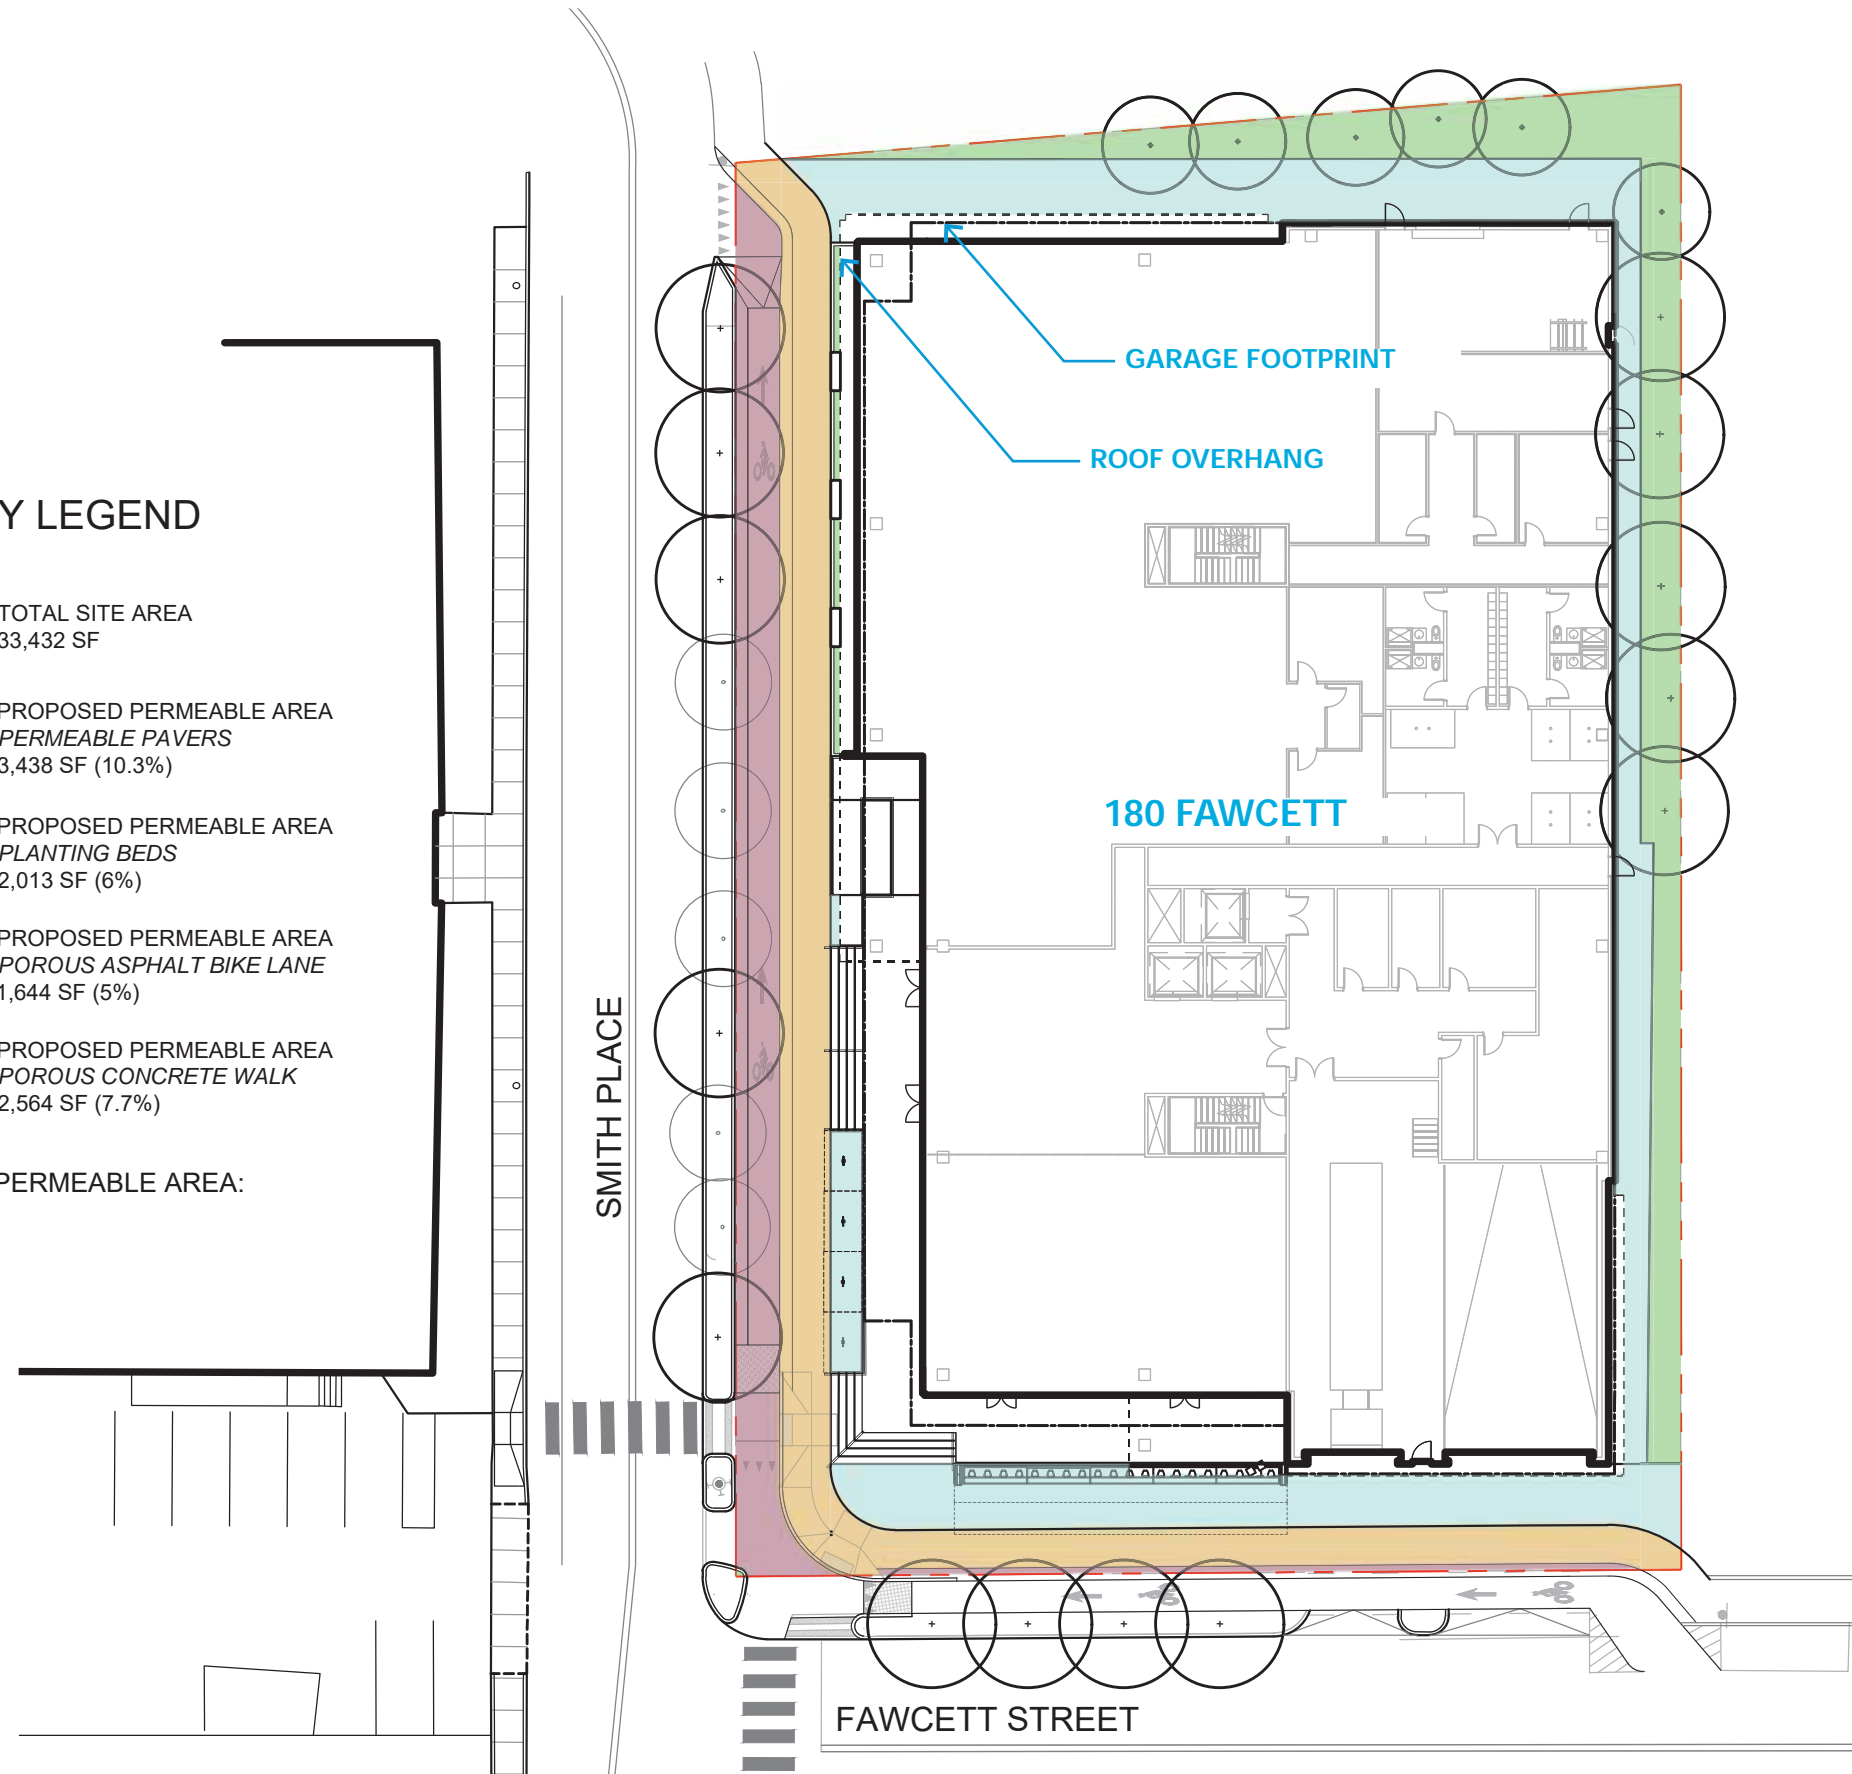 Y LEGEND
TOTAL SITE AREA
33,432 SF
PROPOSED PERMEABLE AREA
PERMEABLE PAVERS
3,438 SF (10.3%)
PROPOSED PERMEABLE AREA
PLANTING BEDS
2,013 SF (6%)
PROPOSED PERMEABLE AREA
POROUS ASPHALT BIKE LANE
1,644 SF (5%)
PROPOSED PERMEABLE AREA
POROUS CONCRETE WALK
2,564 SF (7.7%)
PERMEABLE AREA:
SMITH PLACE
GARAGE FOOTPRINT
ROOF OVERHANG
180 FAWCETT
FAWCETT STREET